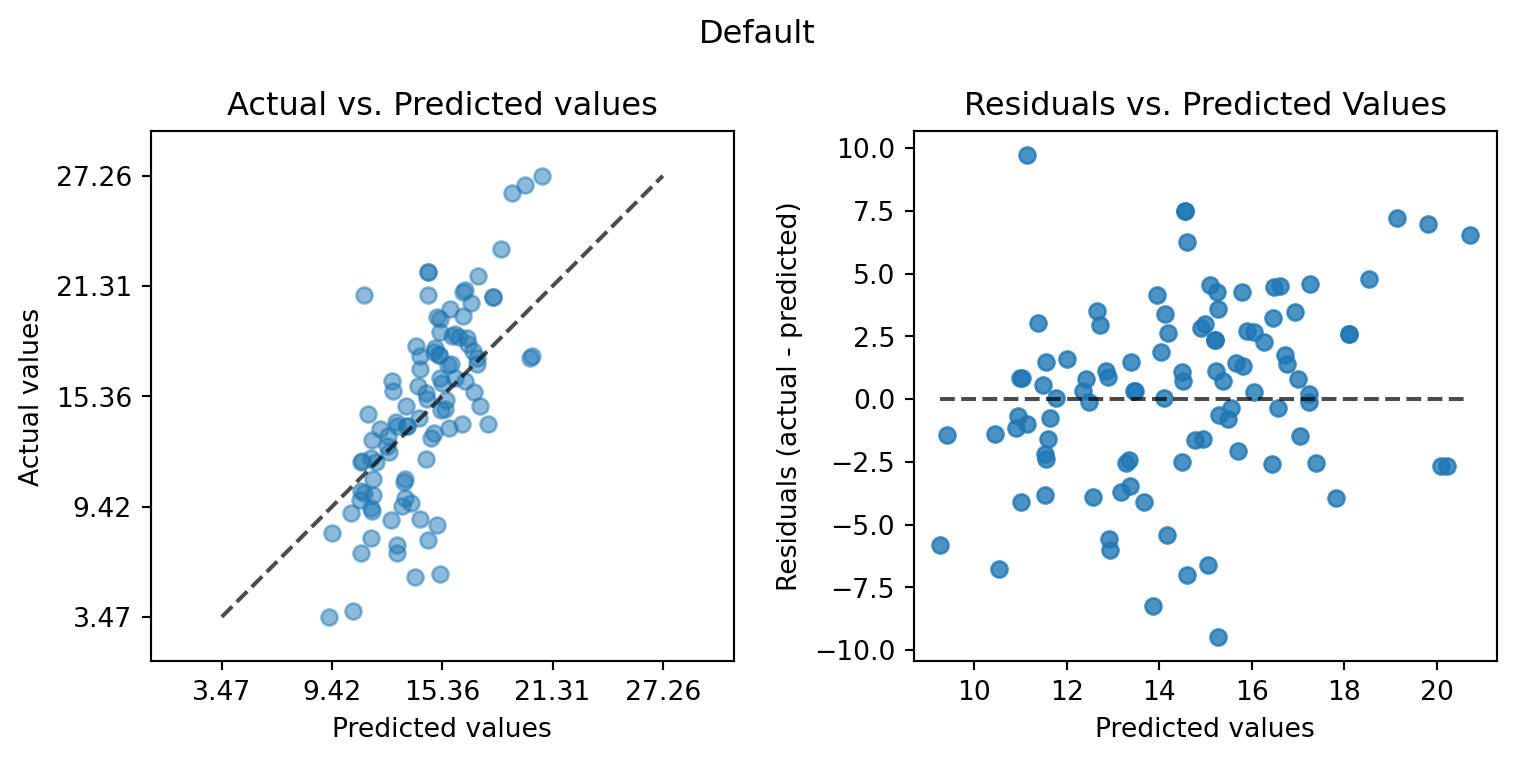 Default
Actual vs. Predicted values
27.26
21.31
15.36
9.42
3.47
Actual values
3.47 9.42 15.36 21.31 27.26
Predicted values
Residuals vs. Predicted Values
10.0
7.5
5.0
2.5
0.0
−2.5
−5.0
−7.5
−10.0
Residuals (actual - predicted)
10 12 14 16 18 20
Predicted values